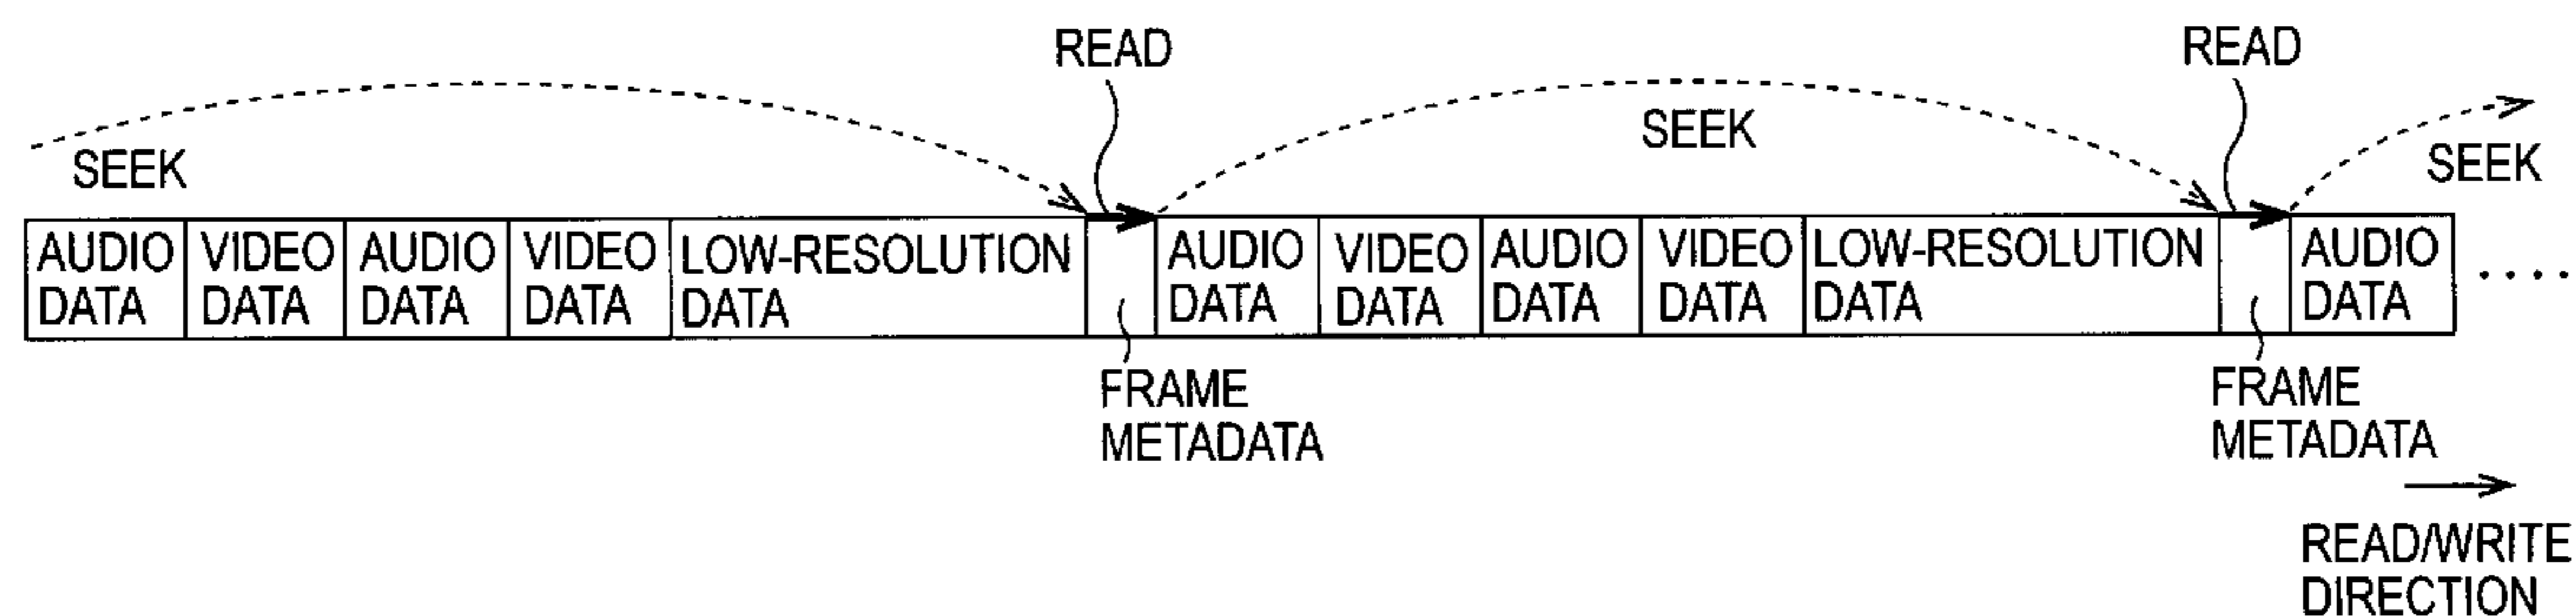 READ
READ
SEEK
SEEK
SEEK
AUDIO
DATA
VIDEO
DATA
AUDIO
DATA
VIDEO
DATA
LOW-RESOLUTION
DATA
AUDIO
DATA
VIDEO
DATA
AUDIO
DATA
VIDEO
DATA
LOW-RESOLUTION
DATA
AUDIO
DATA
....
FRAME
METADATA
FRAME
METADATA
READ/WRITE
DIRECTION